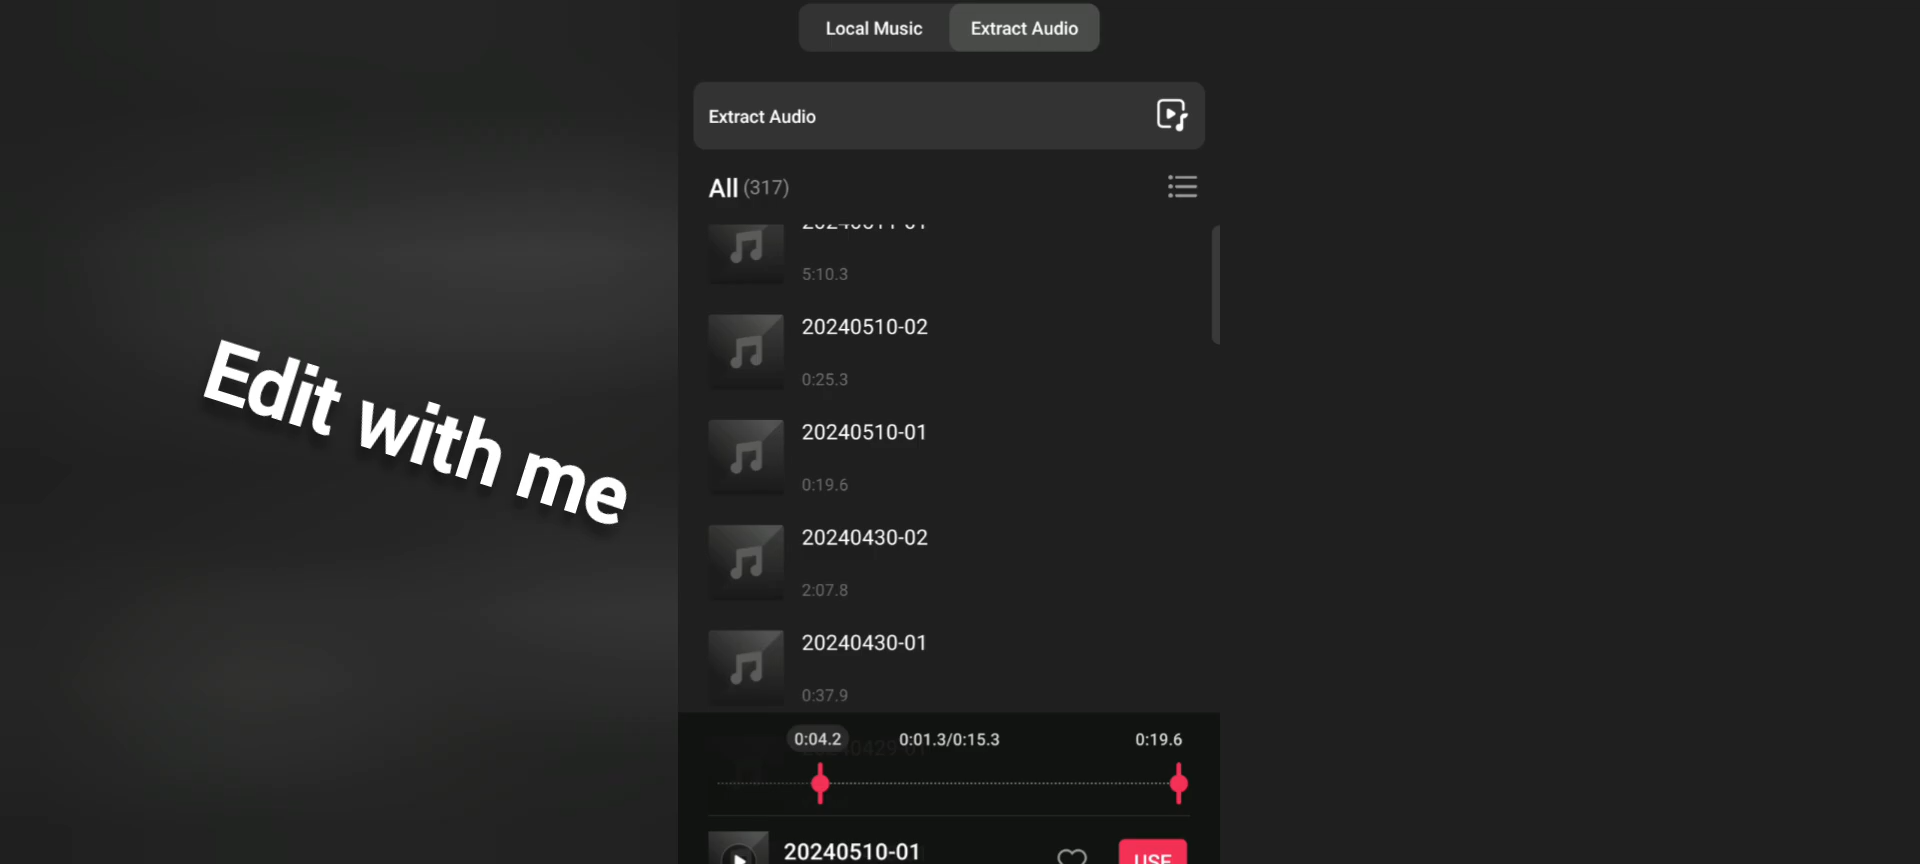 Local Music
Extract Audio
Extract Audio
All (317)
5:10.3
20240510-02
0:25.3
20240510-01
0:19.6
20240430-02
2:07.8
20240430-01
0:37.9
Edit with me
0:04.2
0:01.3/0:15.3
0:19.6
20240510-01
USE